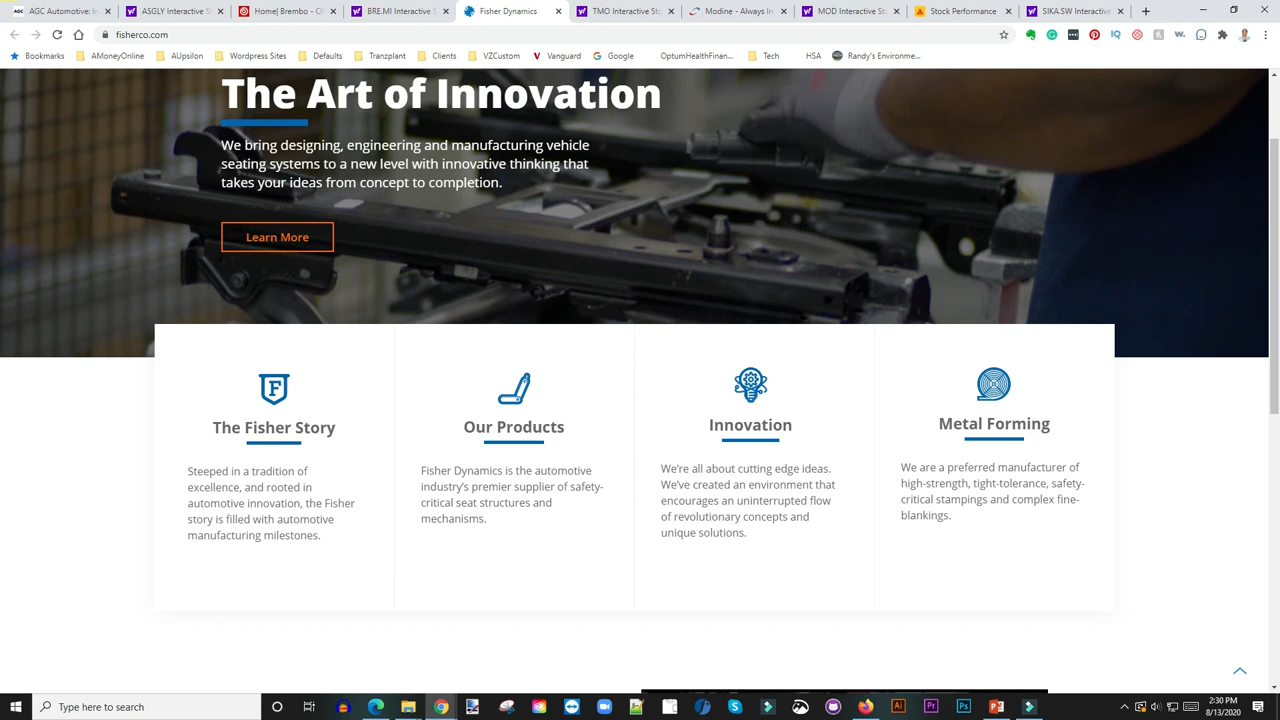 AGC Automotive: I
ASGLY Interactive S
Home| Brembo - Of
BRE.MI Interactive S
Fisher Dynamics
TMO Interactive Sto
Modine - Always In
MOD Interactive St
Stock Performance
SIKA.SW Interactive
fisherco.com
Bookmarks
AMoneyOnline
AUpsilon
Wordpress Sites
Defaults
Tranzplant
Clients
VZCustom
Vanguard
Google
OptumHealthFinan...
Tech
HSA
Randy's Environme...
The Art of Innovation
We bring designing, engineering and manufacturing vehicle
seating systems to a new level with innovative thinking that
takes your ideas from concept to completion.
Learn More
The Fisher Story
Steeped in a tradition of
excellence, and rooted in
automotive innovation, the Fisher
story is filled with automotive
manufacturing milestones.
Our Products
Fisher Dynamics is the automotive
industry's premier supplier of safety-
critical seat structures and
mechanisms.
Innovation
We're all about cutting edge ideas.
We've created an environment that
encourages an uninterrupted flow
of revolutionary concepts and
unique solutions.
Metal Forming
We are a preferred manufacturer of
high-strength, tight-tolerance, safety-
critical stampings and complex fine-
blankings.
Type here to search
2:30 PM
8/13/2020